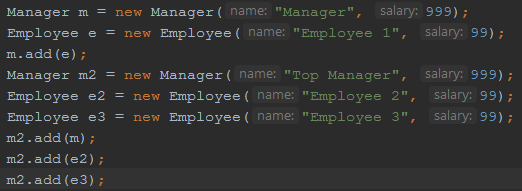 Manager m = new Manager( name: "Manager", salary: 999);
Employee e = new Employee( name: "Employee 1", salary: 99);
m.add(e);
Manager m2 = new Manager( name: "Top Manager", salary: 999);
Employee e2 = new Employee( name: "Employee 2", salary: 99);
Employee e3 = new Employee( name: "Employee 3", salary: 99);
m2.add(m);
m2.add(e2);
m2.add(e3);